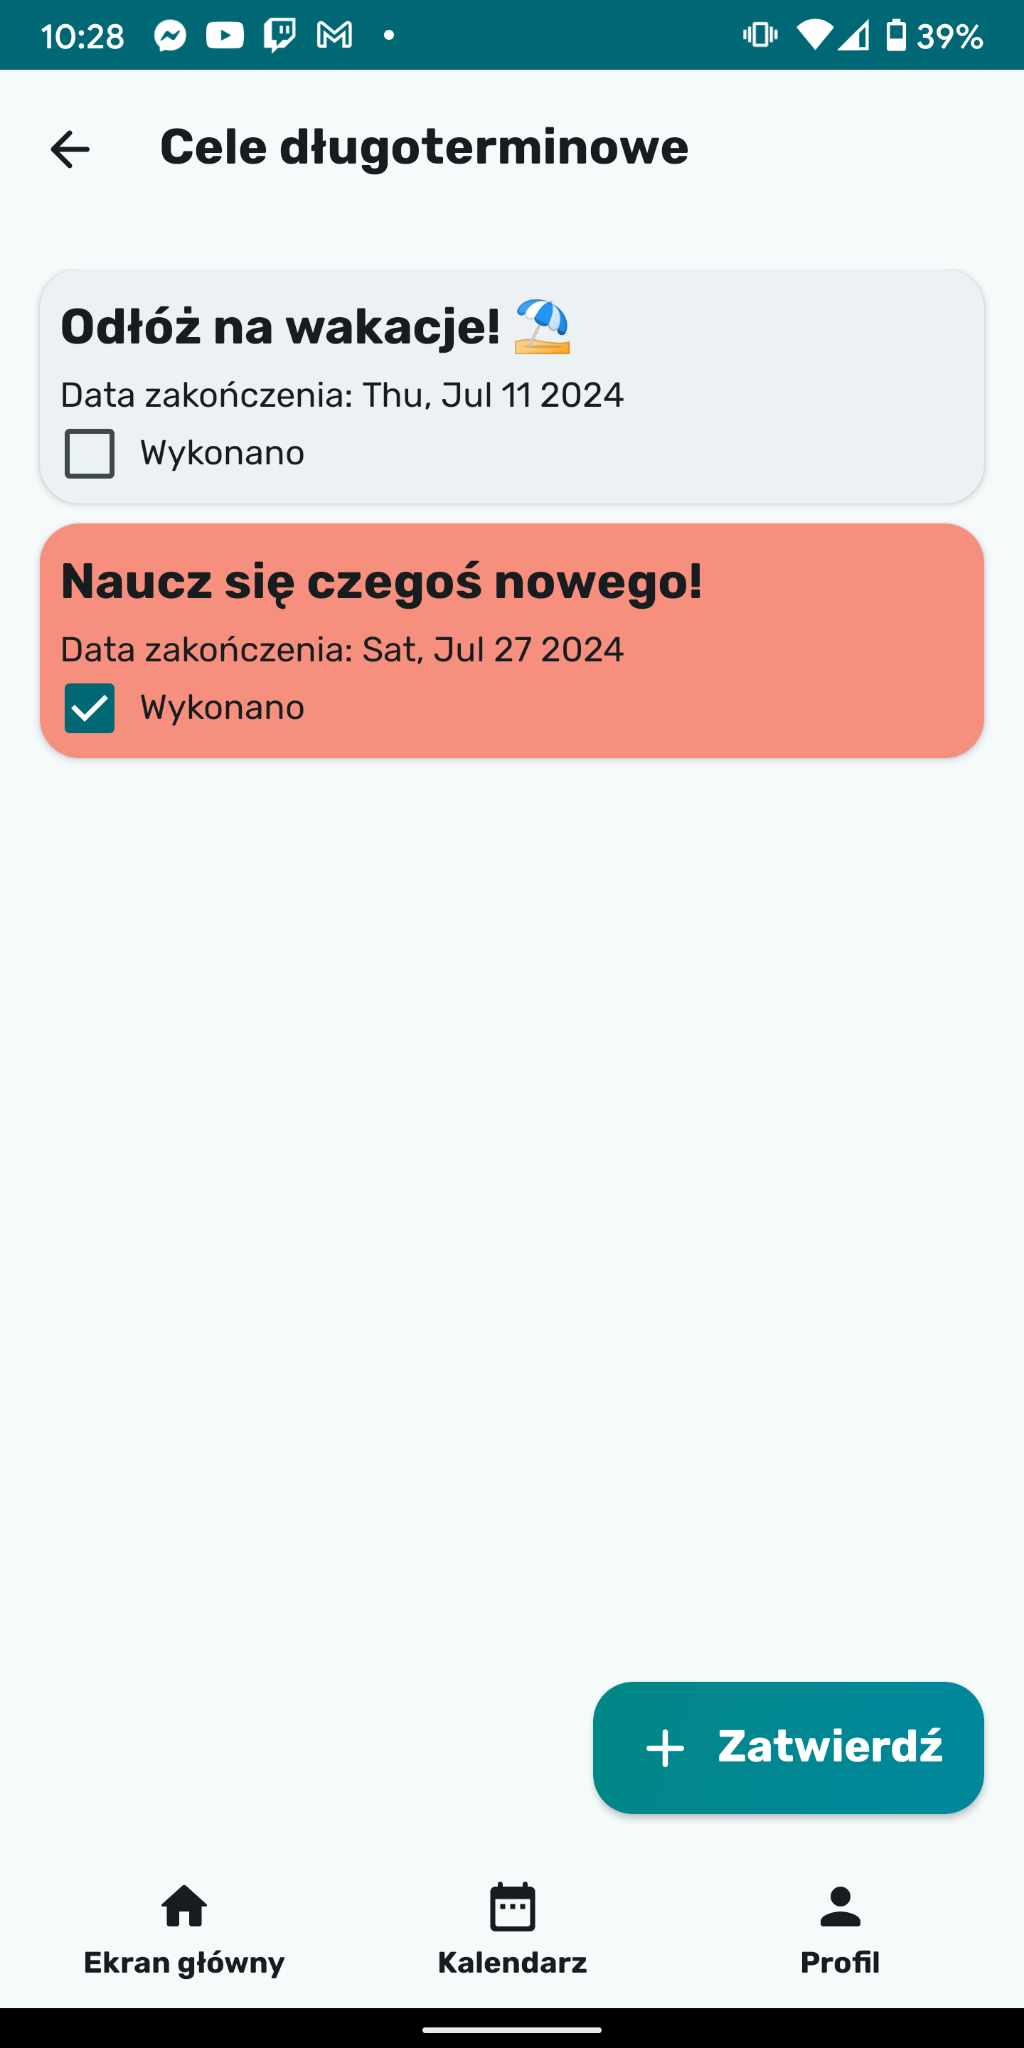 10:28 39%
Cele długoterminowe
Odłóż na wakacje! 🏖️
Data zakończenia: Thu, Jul 11 2024
Wykonano
Naucz się czegoś nowego!
Data zakończenia: Sat, Jul 27 2024
Wykonano
+ Zatwierdź
Ekran główny Kalendarz Profil